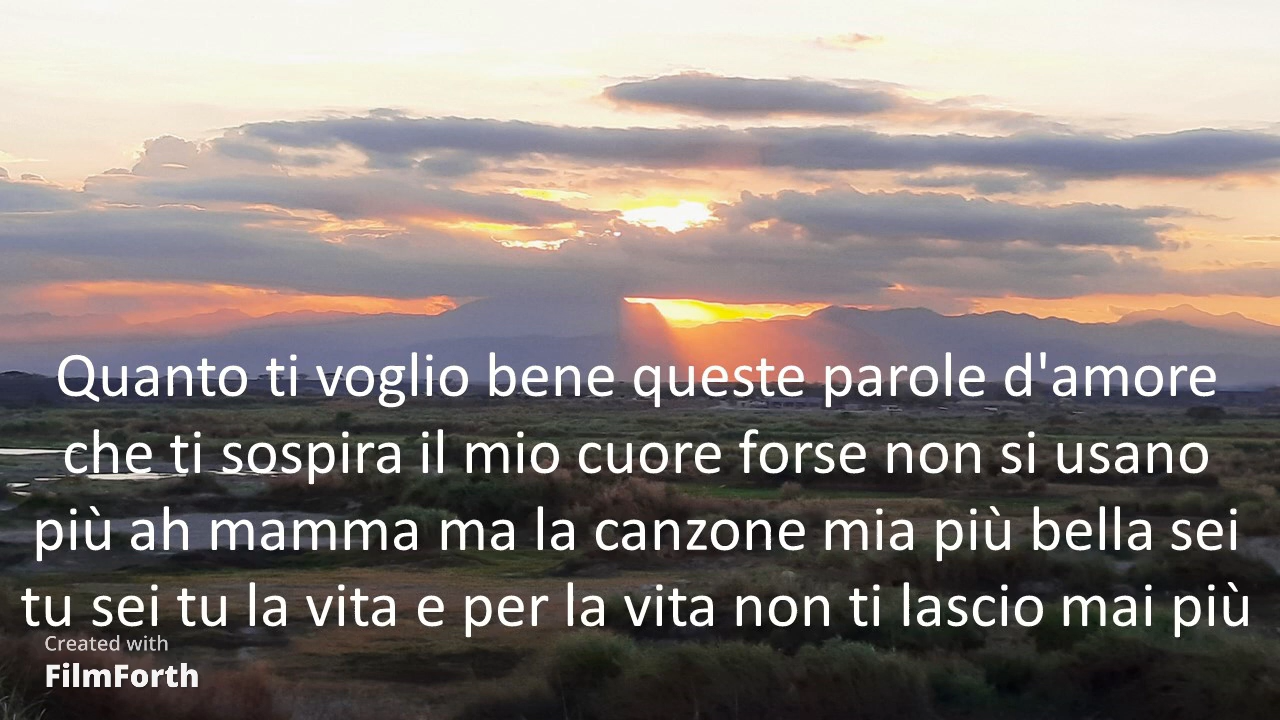 Quanto ti voglio bene queste parole d'amore
che ti sospira il mio cuore forse non si usano
più ah mamma ma la canzone mia più bella sei
tu sei tu la vita e per la vita non ti lascio mai più
Created with
FilmForth